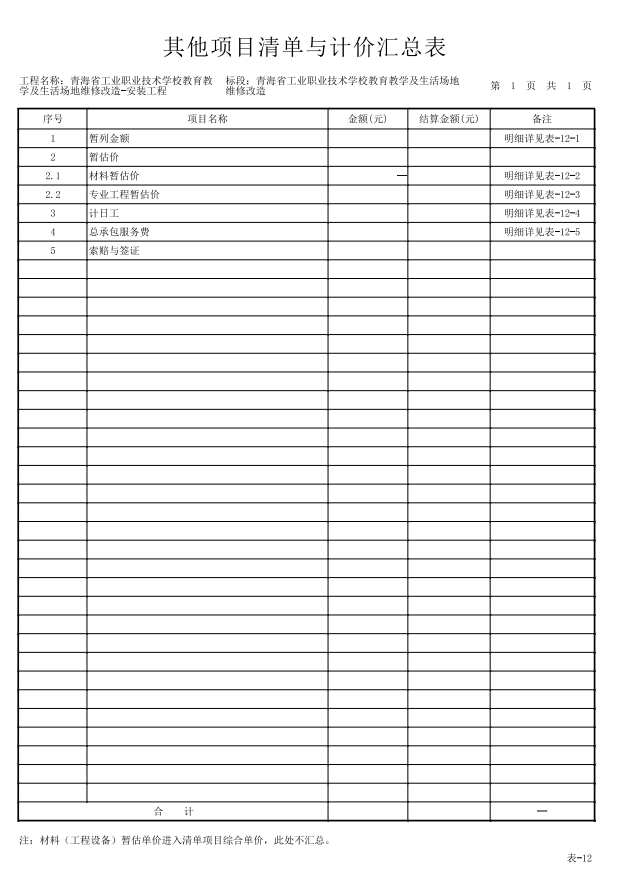 其他项目清单与计价汇总表
工程名称：青海省工业职业技术学校教育教
学及生活场地维修改造-安装工程
标段：青海省工业职业技术学校教育教学及生活场地
维修改造
第 1 页 共 1 页
序号 项目名称 金额(元) 结算金额(元) 备注
1 暂列金额 明细详见表-12-1
2 暂估价
2.1 材料暂估价 — 明细详见表-12-2
2.2 专业工程暂估价 明细详见表-12-3
3 计日工 明细详见表-12-4
4 总承包服务费 明细详见表-12-5
5 索赔与签证
合 计 —
注：材料（工程设备）暂估单价进入清单项目综合单价，此处不汇总。
表-12